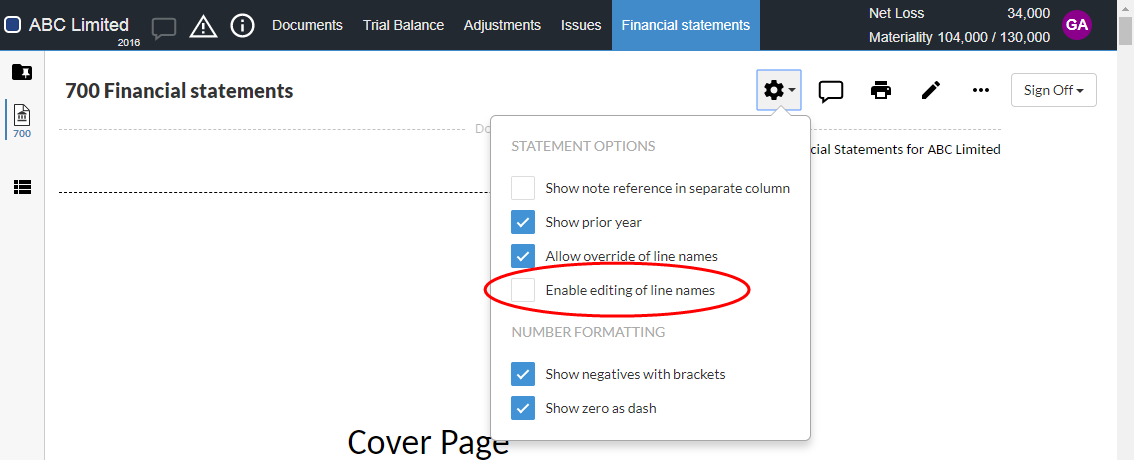 ABC Limited
2016
Documents Trial Balance Adjustments Issues Financial statements
Net Loss 34,000
Materiality 104,000 / 130,000
GA
700 Financial statements
Sign Off
700
Do
cial Statements for ABC Limited
STATEMENT OPTIONS
Show note reference in separate column
Show prior year
Allow override of line names
Enable editing of line names
NUMBER FORMATTING
Show negatives with brackets
Show zero as dash
Cover Page